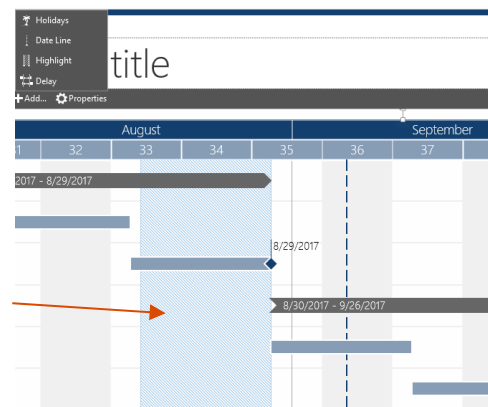 Holidays
Date Line
Highlight
Delay
title
Add... Properties
August September
31 32 33 34 35 36 37
2017 - 8/29/2017
8/29/2017
8/30/2017 - 9/26/2017